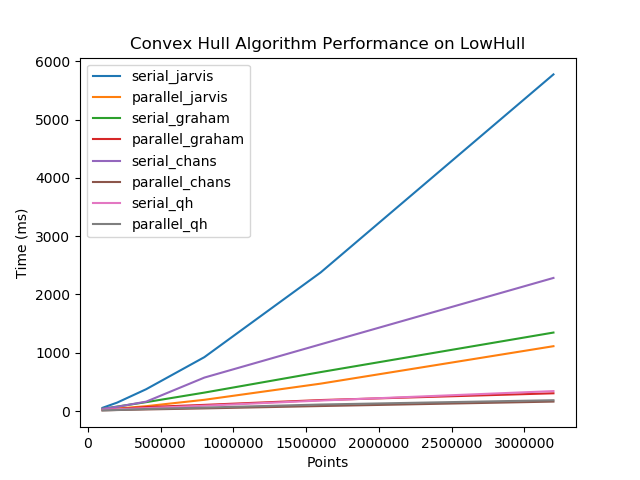 Convex Hull Algorithm Performance on LowHull
6000
5000
4000
3000
2000
1000
0
Time (ms)
serial_jarvis
parallel_jarvis
serial_graham
parallel_graham
serial_chans
parallel_chans
serial_qh
parallel_qh
0 500000 1000000 1500000 2000000 2500000 3000000
Points